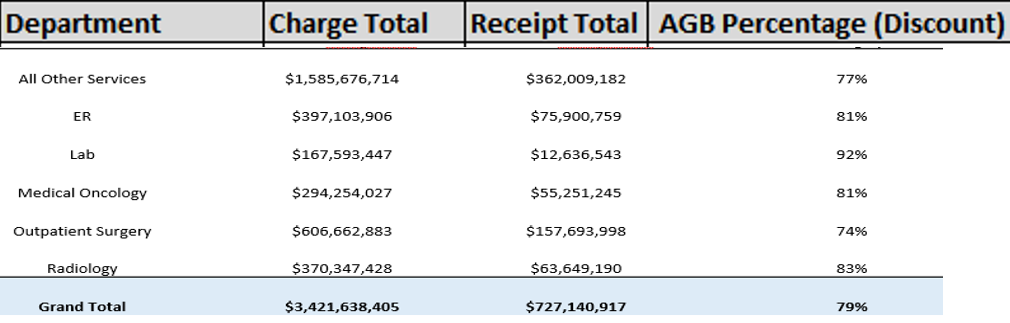 Department Charge Total Receipt Total AGB Percentage (Discount)
All Other Services $1,585,676,714 $362,009,182 77%
ER $397,103,906 $75,900,759 81%
Lab $167,593,447 $12,636,543 92%
Medical Oncology $294,254,027 $55,251,245 81%
Outpatient Surgery $606,662,883 $157,693,998 74%
Radiology $370,347,428 $63,649,190 83%
Grand Total $3,421,638,405 $727,140,917 79%